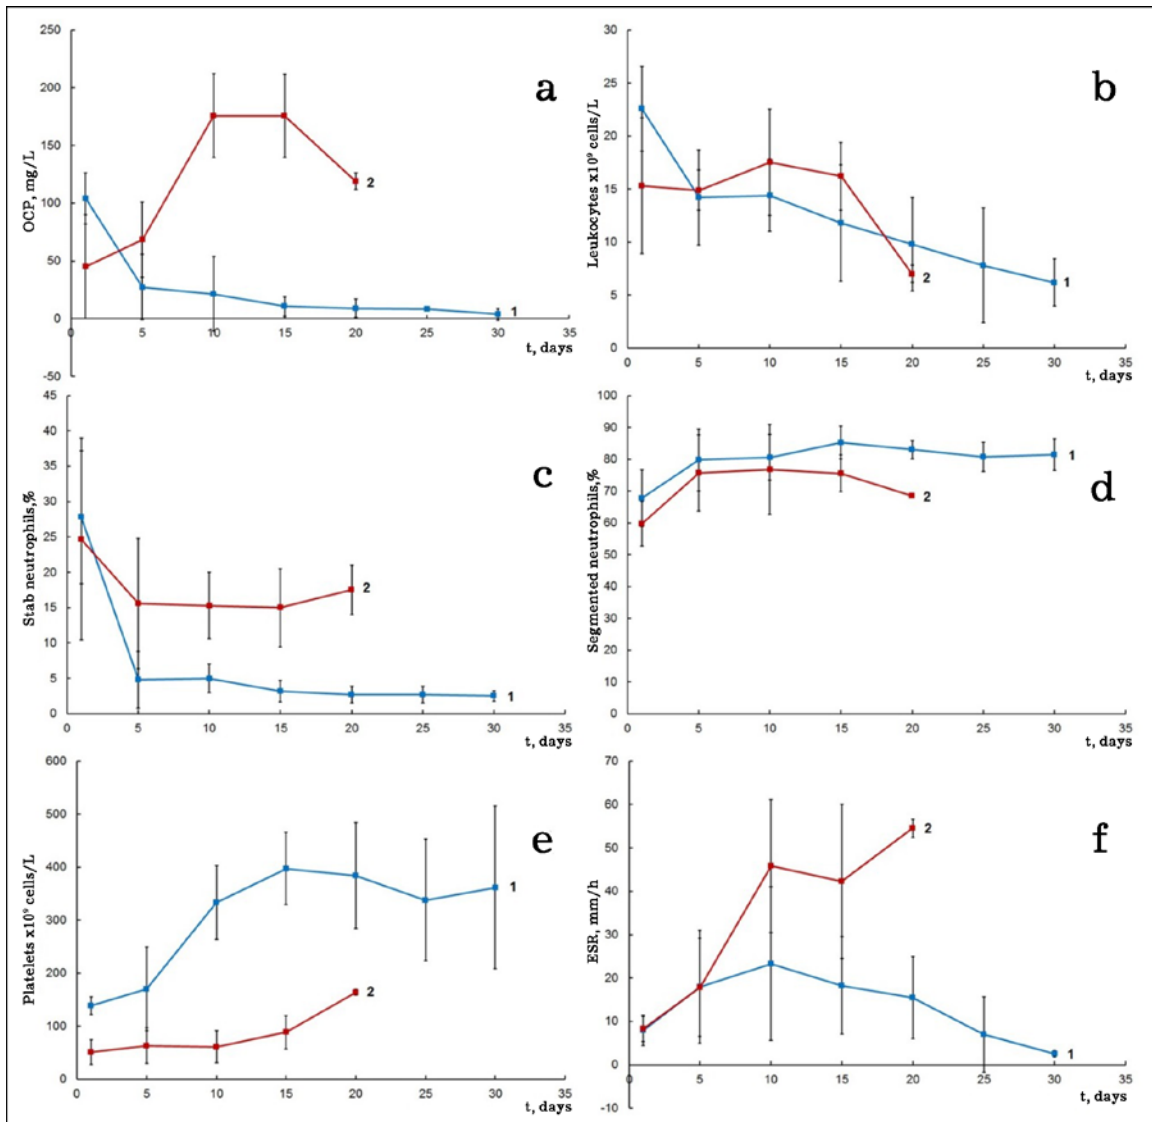 a
OCP, mg/L
250
200
150
100
50
0
-50
0 5 10 15 20 25 30 35
2
1
t, days
b
Leukocytes x10⁹ cells/L
30
25
20
15
10
5
0
0 5 10 15 20 25 30 35
2
1
t, days
c
Stab neutrophils,%
45
40
35
30
25
20
15
10
5
0
0 5 10 15 20 25 30 35
2
1
t, days
d
Segmented neutrophils,%
100
90
80
70
60
50
40
30
20
10
0
0 5 10 15 20 25 30 35
1
2
t, days
e
Platelets x10⁹ cells/L
600
500
400
300
200
100
0
0 5 10 15 20 25 30 35
1
2
t, days
f
ESR, mm/h
70
60
50
40
30
20
10
0
-10
0 5 10 15 20 25 30 35
2
1
t, days